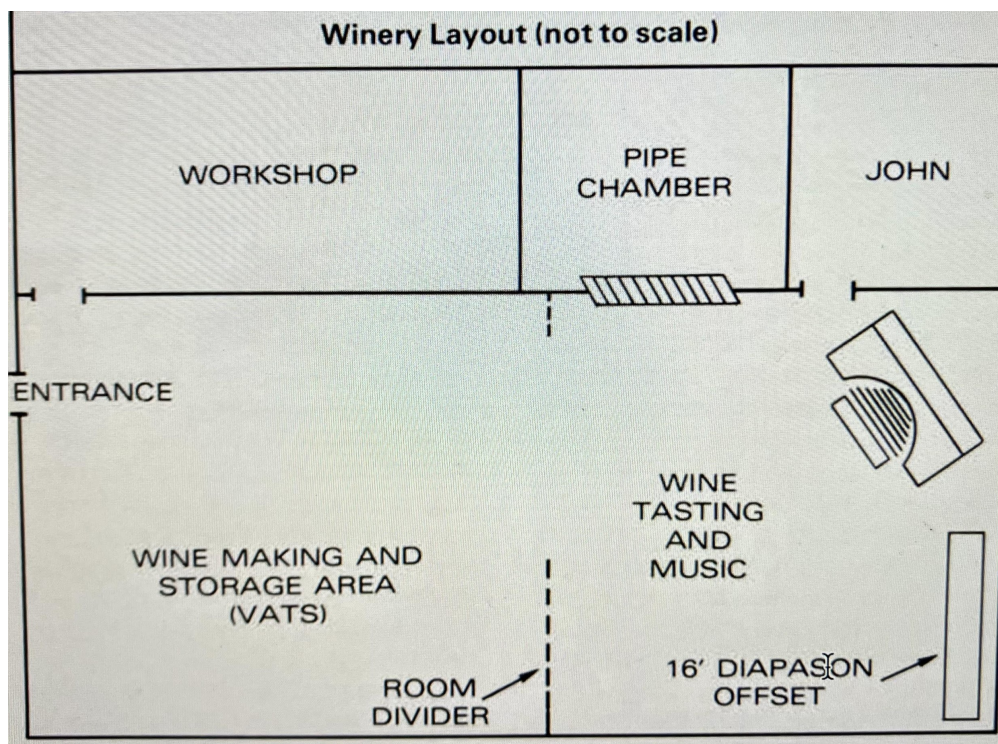 Winery Layout (not to scale)
WORKSHOP
PIPE
CHAMBER
JOHN
ENTRANCE
WINE
TASTING
AND
MUSIC
WINE MAKING AND
STORAGE AREA
(VATS)
16′ DIAPASON
OFFSET
ROOM
DIVIDER